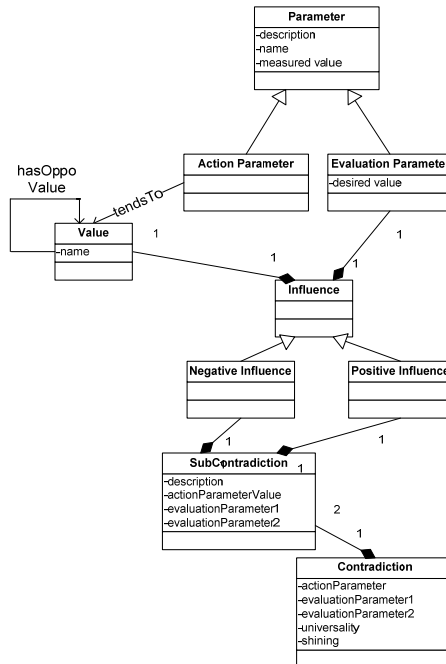 Parameter
-description
-name
-measured value
hasOppo
Value
Action Parameter
Evaluation Parameter
-desired value
tendsTo
Value
-name
1
1
1
1
Influence
Negative Influence
Positive Influence
1
1
SubContradiction
1
-description
-actionParameterValue
-evaluationParameter1
-evaluationParameter2
2
1
Contradiction
-actionParameter
-evaluationParameter1
-evaluationParameter2
-universality
-shining